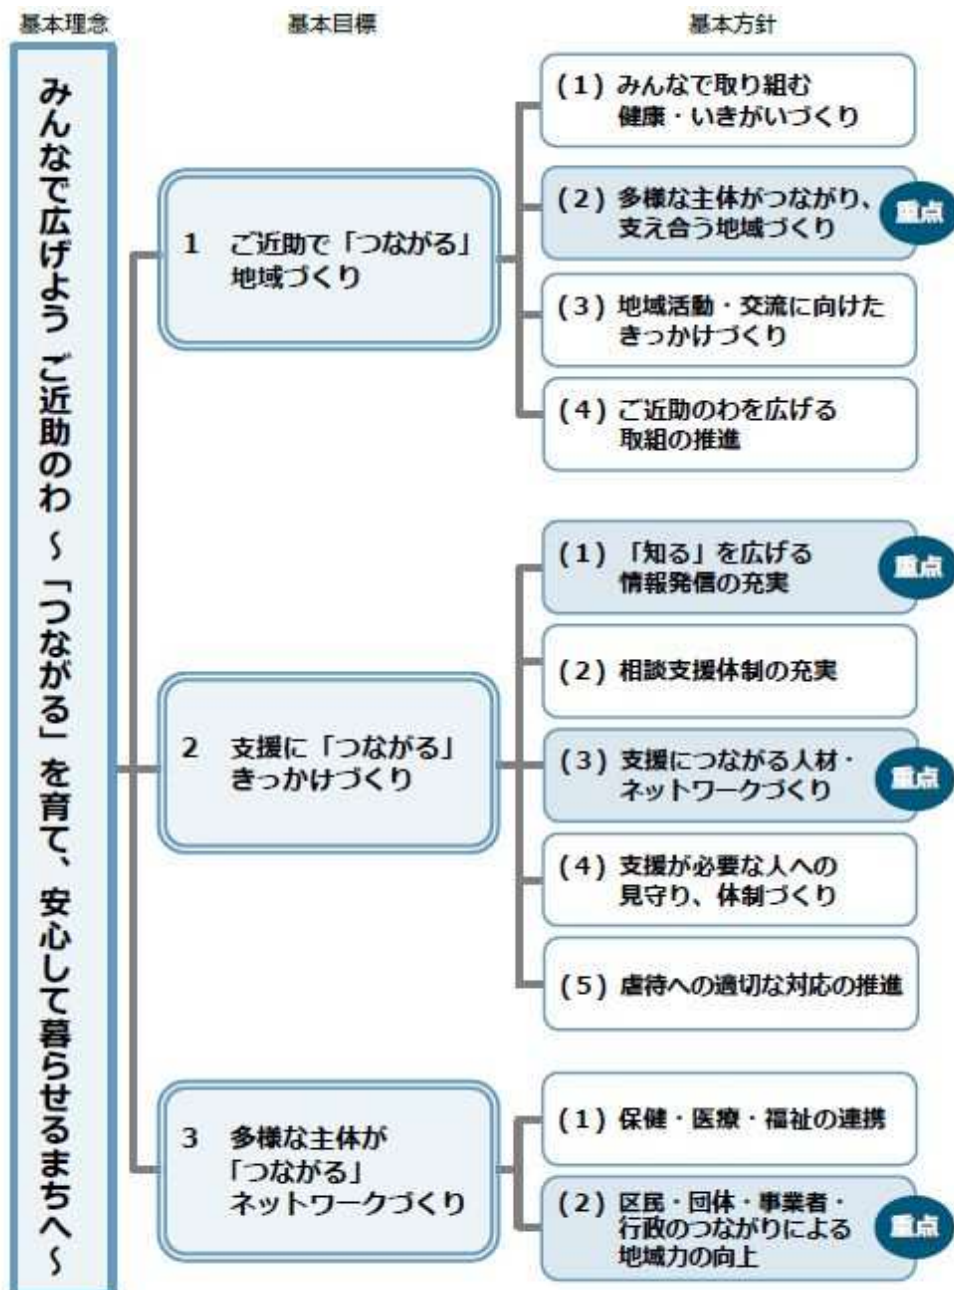 基本理念
基本目標
基本方針
みんなで広げよう ご近助のわ ～「つながる」を育て、安心して暮らせるまちへ～
1 ご近助で「つながる」
地域づくり
(1) みんなで取り組む
健康・いきがいづくり
(2) 多様な主体がつながり、
支え合う地域づくり
重点
(3) 地域活動・交流に向けた
きっかけづくり
(4) ご近助のわを広げる
取組の推進
2 支援に「つながる」
きっかけづくり
(1) 「知る」を広げる
情報発信の充実
重点
(2) 相談支援体制の充実
(3) 支援につながる人材・
ネットワークづくり
重点
(4) 支援が必要な人への
見守り、体制づくり
(5) 虐待への適切な対応の推進
3 多様な主体が
「つながる」
ネットワークづくり
(1) 保健・医療・福祉の連携
(2) 区民・団体・事業者・
行政のつながりによる
地域力の向上
重点